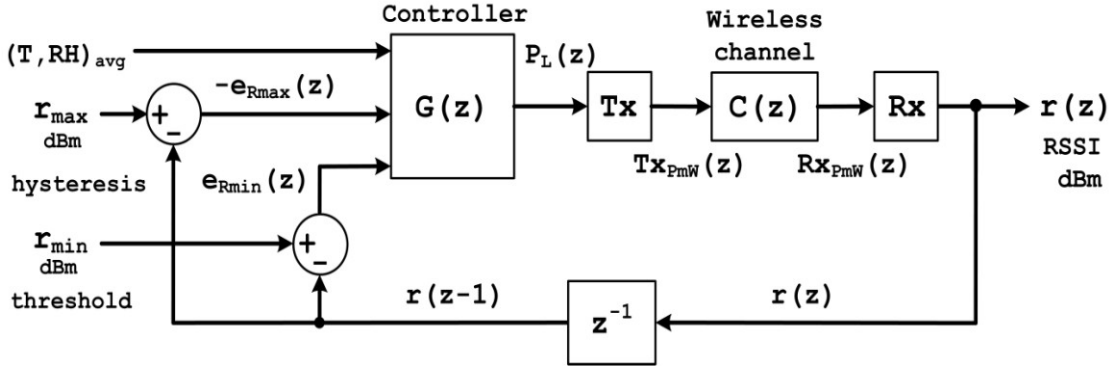 Controller
Wireless
channel
(T,RH)avg
-eRmax(z)
PL(z)
rmax
dBm
+
-
G(z)
Tx
C(z)
Rx
r(z)
RSSI
dBm
TxPmW(z)
RxPmW(z)
hysteresis
eRmin(z)
rmin
dBm
+
-
threshold
r(z-1)
z-1
r(z)